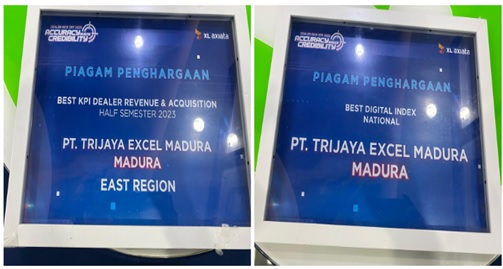 ACCURACY
CREDIBILITY
XL axiata
PIAGAM PENGHARGAAN
BEST KPI DEALER REVENUE & ACQUISITION
HALF SEMESTER 2023
PT. TRIJAYA EXCEL MADURA
MADURA
EAST REGION
ACCURACY
CREDIBILITY
XL axiata
PIAGAM PENGHARGAAN
BEST DIGITAL INDEX
NATIONAL
PT. TRIJAYA EXCEL MADURA
MADURA